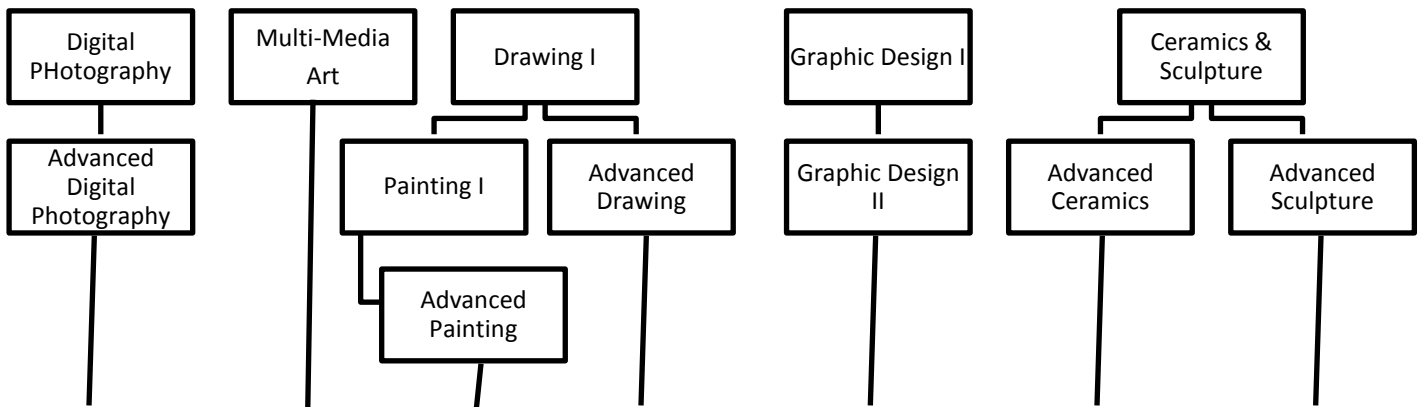 Digital
PHotography
Multi-Media
Art
Drawing I
Graphic Design I
Ceramics &
Sculpture
Advanced
Digital
Photography
Painting I
Advanced
Drawing
Graphic Design
II
Advanced
Ceramics
Advanced
Sculpture
Advanced
Painting